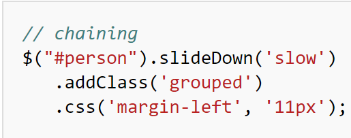 // chaining
$("#person").slideDown('slow')
   .addClass('grouped')
   .css('margin-left', '11px');